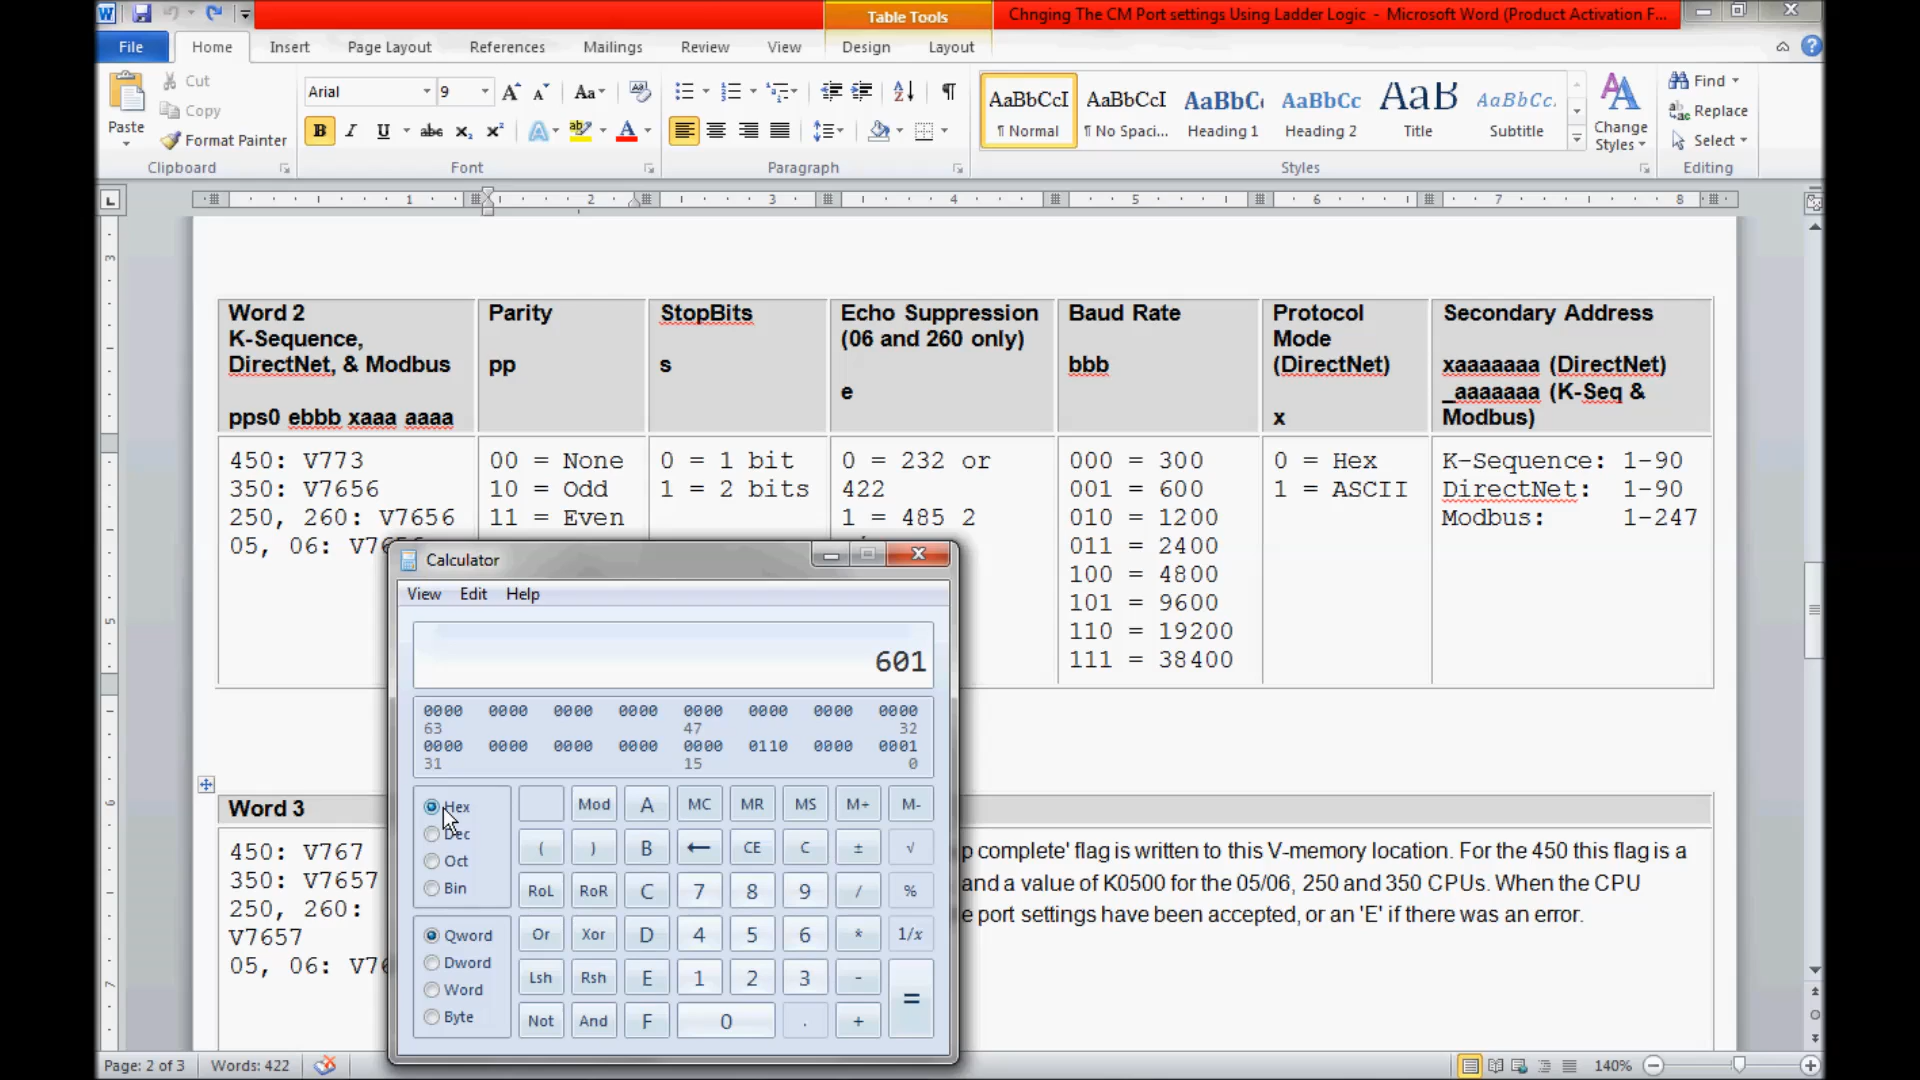 Table Tools
Chnging The CM Port settings Using Ladder Logic - Microsoft Word (Product Activation F...
File Home Insert Page Layout References Mailings Review View Design Layout
Paste
Cut
Copy
Format Painter
Clipboard
Arial 9
Font
Paragraph
AaBbCcI AaBbCcI AaBbC AaBbCc AaB AaBbCc.
¶ Normal ¶ No Spaci... Heading 1 Heading 2 Title Subtitle
Change
Styles
Styles
Find
Replace
Select
Editing
1 2 3 4 5 6 7 8
Word 2
K-Sequence,
DirectNet, & Modbus
pps0 ebbb xaaa aaaa
Parity
pp
StopBits
s
Echo Suppression
(06 and 260 only)
e
Baud Rate
bbb
Protocol
Mode
(DirectNet)
x
Secondary Address
xaaaaaaa (DirectNet)
_aaaaaaa (K-Seq &
Modbus)
450: V773
350: V7656
250, 260: V7656
05, 06:
00 = None
10 = Odd
11 = Even
0 = 1 bit
1 = 2 bits
0 = 232 or
422
1 = 485 2
000 = 300
001 = 600
010 = 1200
011 = 2400
100 = 4800
101 = 9600
110 = 19200
111 = 38400
0 = Hex
1 = ASCII
K-Sequence: 1-90
DirectNet: 1-90
Modbus: 1-247
Calculator
View Edit Help
601
0000 0000 0000 0000 0000 0000 0000 0000
63 47 32
0000 0000 0000 0000 0000 0110 0000 0001
31 15 0
Hex
Dec
Oct
Bin
Qword
Dword
Word
Byte
Mod A MC MR MS M+ M-
( ) B ← CE C ± √
RoL RoR C 7 8 9 / %
Or Xor D 4 5 6 * 1/x
Lsh Rsh E 1 2 3 - =
Not And F 0 . +
Word 3
450: V767
350: V7657
250, 260:
V7657
05, 06:
p complete' flag is written to this V-memory location. For the 450 this flag is a
and a value of K0500 for the 05/06, 250 and 350 CPUs. When the CPU
e port settings have been accepted, or an 'E' if there was an error.
Page: 2 of 3 Words: 422 140%